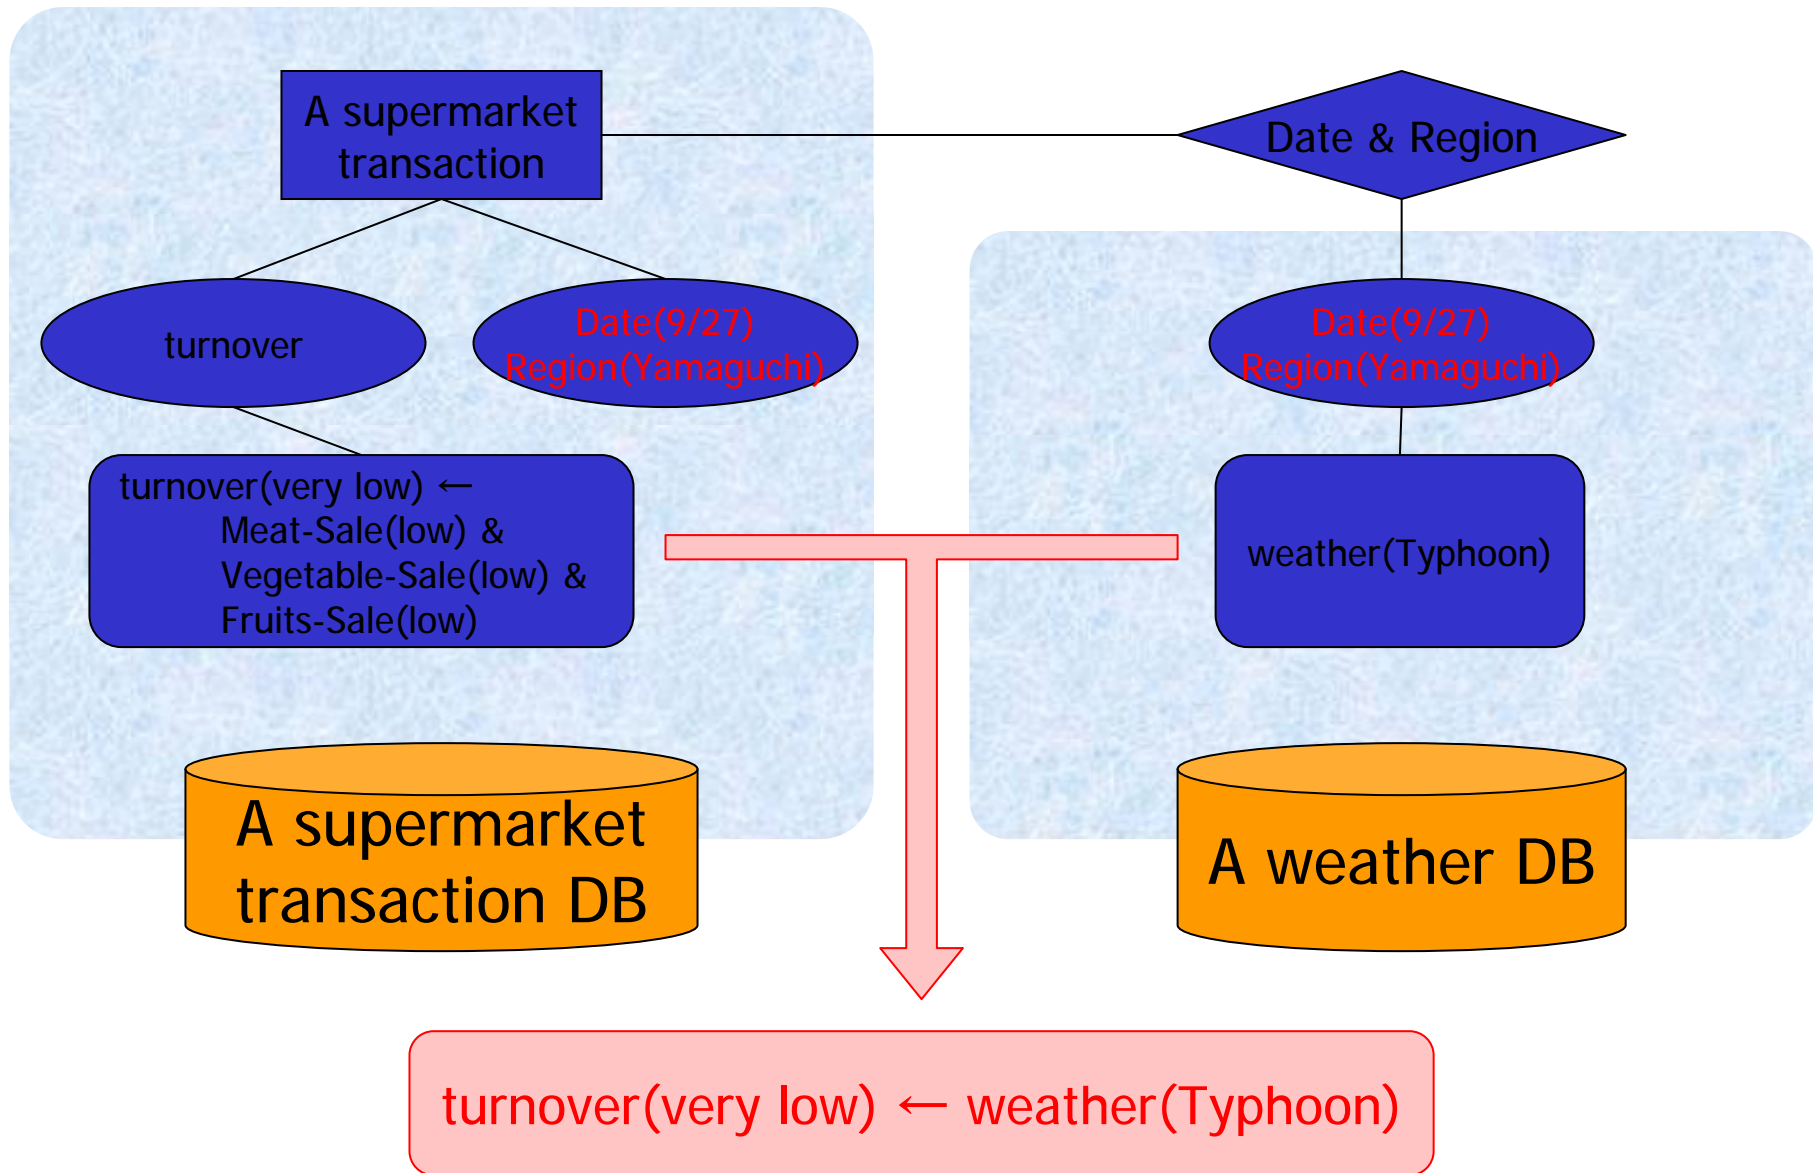 A supermarket
transaction
Date & Region
turnover
Date(9/27)
Region(Yamaguchi)
Date(9/27)
Region(Yamaguchi)
turnover(very low) ←
Meat-Sale(low) &
Vegetable-Sale(low) &
Fruits-Sale(low)
weather(Typhoon)
A supermarket
transaction DB
A weather DB
turnover(very low) ← weather(Typhoon)